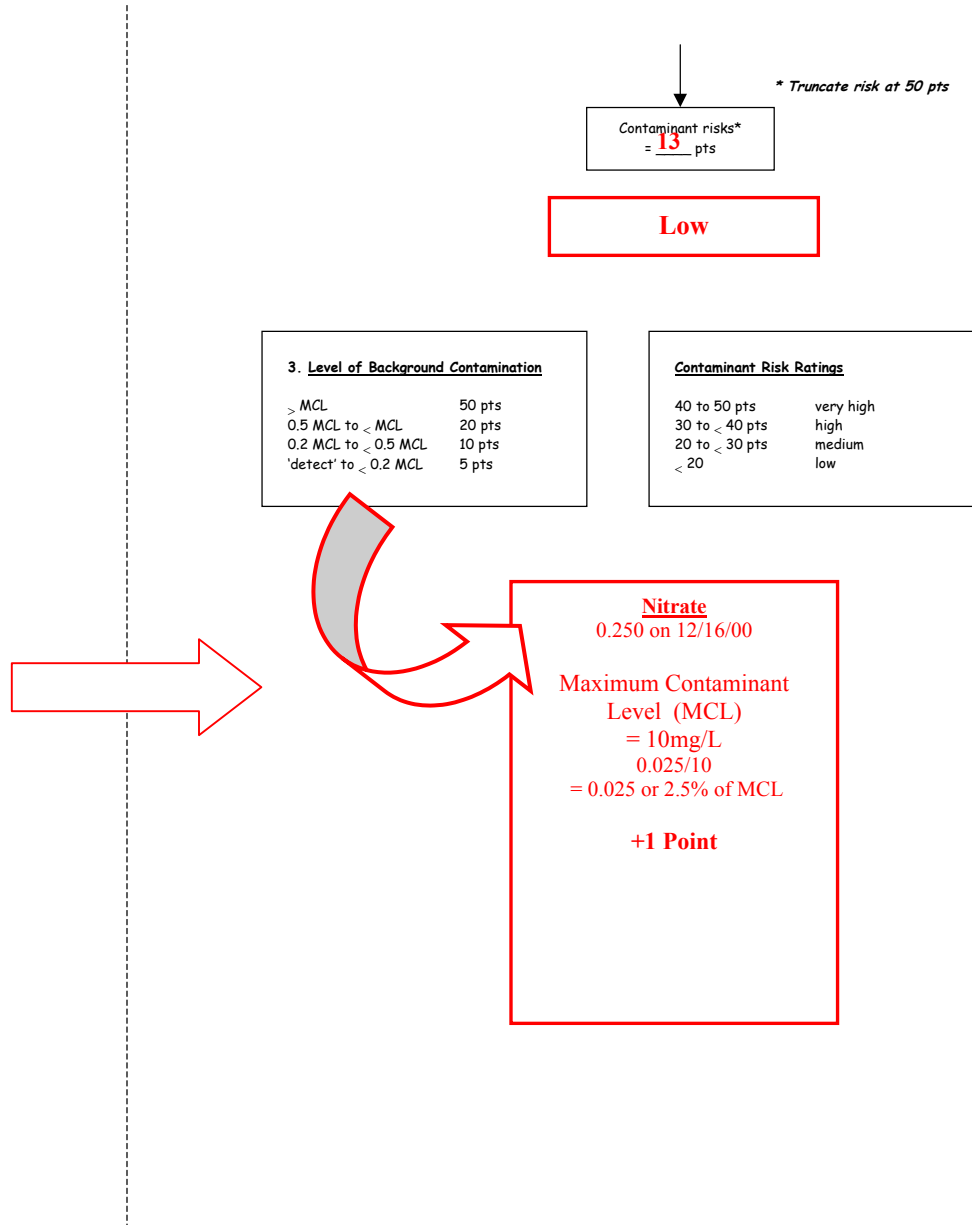 * Truncate risk at 50 pts
Contaminant risks*
= 13 pts
Low
3. Level of Background Contamination
> MCL 50 pts
0.5 MCL to < MCL 20 pts
0.2 MCL to < 0.5 MCL 10 pts
'detect' to < 0.2 MCL 5 pts
Contaminant Risk Ratings
40 to 50 pts very high
30 to < 40 pts high
20 to < 30 pts medium
< 20 low
Nitrate
0.250 on 12/16/00
Maximum Contaminant
Level (MCL)
= 10mg/L
0.025/10
= 0.025 or 2.5% of MCL
+1 Point